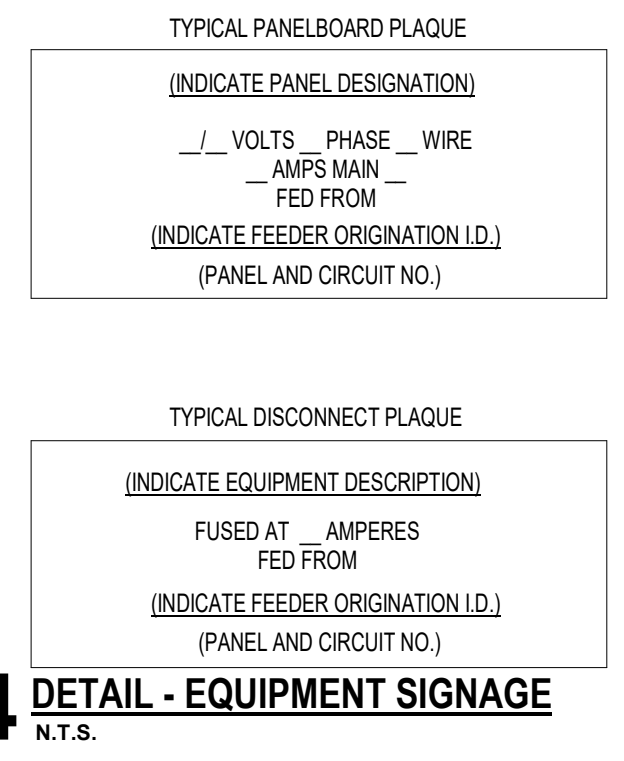 TYPICAL PANELBOARD PLAQUE
(INDICATE PANEL DESIGNATION)
__/__ VOLTS __ PHASE __ WIRE
__ AMPS MAIN __
FED FROM
(INDICATE FEEDER ORIGINATION I.D.)
(PANEL AND CIRCUIT NO.)
TYPICAL DISCONNECT PLAQUE
(INDICATE EQUIPMENT DESCRIPTION)
FUSED AT __ AMPERES
FED FROM
(INDICATE FEEDER ORIGINATION I.D.)
(PANEL AND CIRCUIT NO.)
4 DETAIL - EQUIPMENT SIGNAGE
N.T.S.